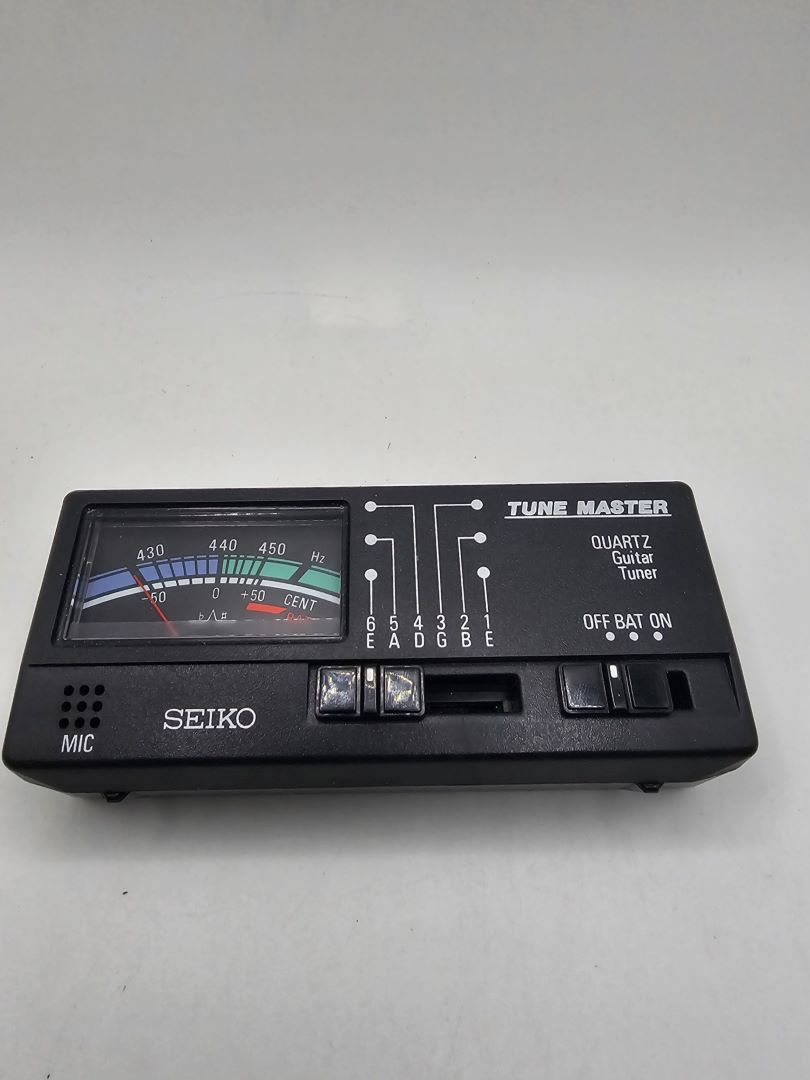 TUNE MASTER
QUARTZ
Guitar
Tuner
OFF BAT ON
430 440 450 Hz
-50 0 +50 CENT
♭ ♯
6 5 4 3 2 1
E A D G B E
MIC
SEIKO